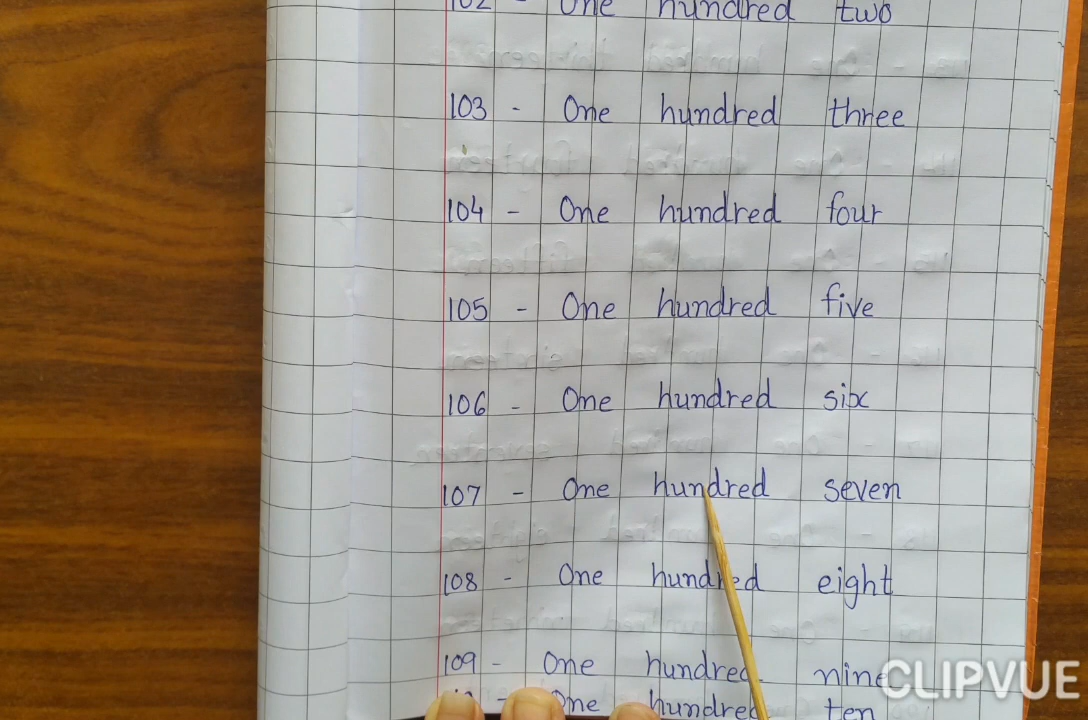 102 - One hundred two
103 - One hundred three
104 - One hundred four
105 - One hundred five
106 - One hundred six
107 - One hundred seven
108 - One hundred eight
109 - One hundred nine
- One hundred ten
CLIPVUE